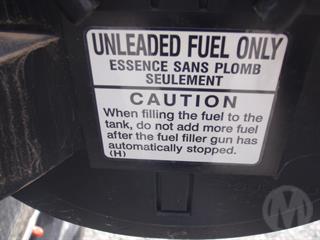 UNLEADED FUEL ONLY
ESSENCE SANS PLOMB
SEULEMENT
CAUTION
When filling the fuel to the
tank, do not add more fuel
after the fuel filler gun has
automatically stopped.
(H)